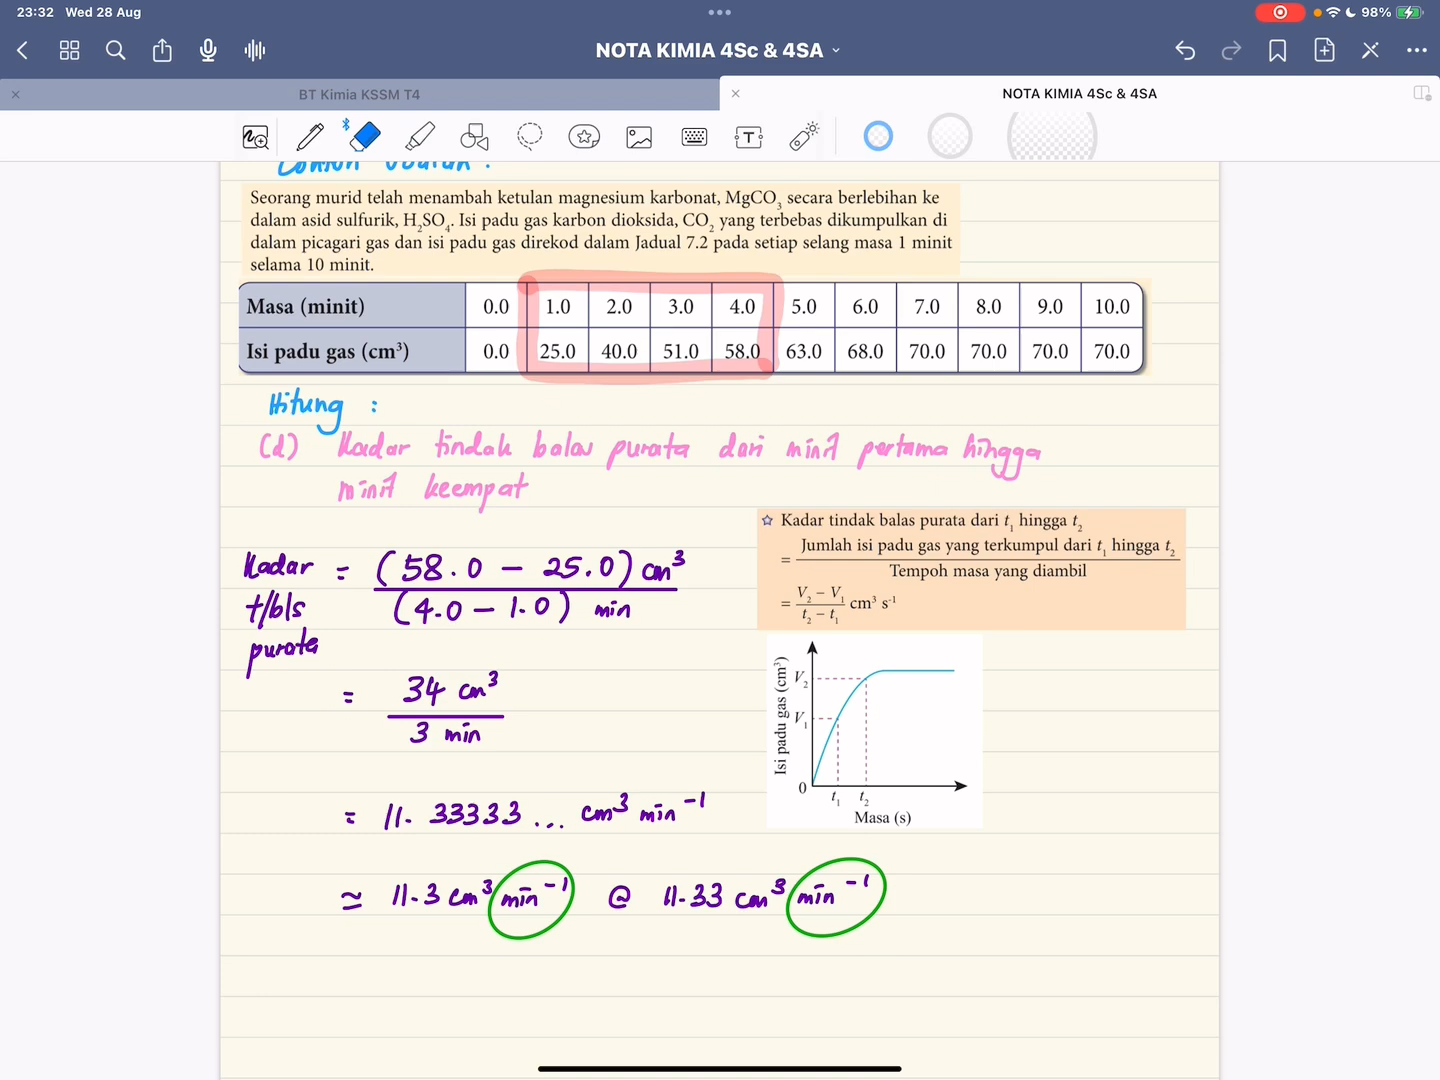 23:32 Wed 28 Aug
98%
NOTA KIMIA 4Sc & 4SA
BT Kimia KSSM T4
NOTA KIMIA 4Sc & 4SA
Seorang murid telah menambah ketulan magnesium karbonat, MgCO₃ secara berlebihan ke
dalam asid sulfurik, H₂SO₄. Isi padu gas karbon dioksida, CO₂ yang terbebas dikumpulkan di
dalam picagari gas dan isi padu gas direkod dalam Jadual 7.2 pada setiap selang masa 1 minit
selama 10 minit.
Masa (minit) 0.0 1.0 2.0 3.0 4.0 5.0 6.0 7.0 8.0 9.0 10.0
Isi padu gas (cm³) 0.0 25.0 40.0 51.0 58.0 63.0 68.0 70.0 70.0 70.0 70.0
Hitung :
(d) Kadar tindak balas purata dari minit pertama hingga
minit keempat
☆ Kadar tindak balas purata dari t₁ hingga t₂
= Jumlah isi padu gas yang terkumpul dari t₁ hingga t₂
Tempoh masa yang diambil
= V₂ – V₁ cm³ s⁻¹
t₂ – t₁
Kadar = (58.0 – 25.0) cm³
t/bls (4.0 – 1.0) min
purata
= 34 cm³
3 min
= 11.33333... cm³ min⁻¹
≃ 11.3 cm³ min⁻¹ @ 11.33 cm³ min⁻¹
Isi padu gas (cm³)
V₂
V₁
0
t₁ t₂
Masa (s)